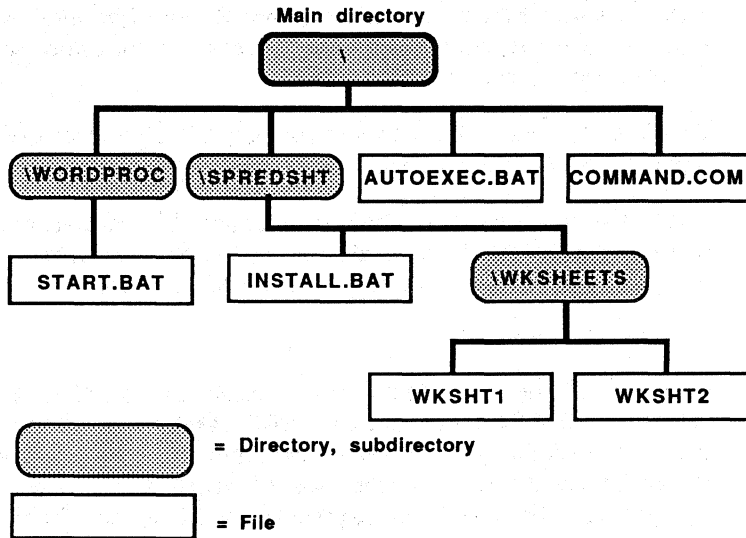 Main directory
\
\WORDPROC
\SPREDSHT
AUTOEXEC.BAT
COMMAND.COM
START.BAT
INSTALL.BAT
\WKSHEETS
WKSHT1
WKSHT2
= Directory, subdirectory
= File